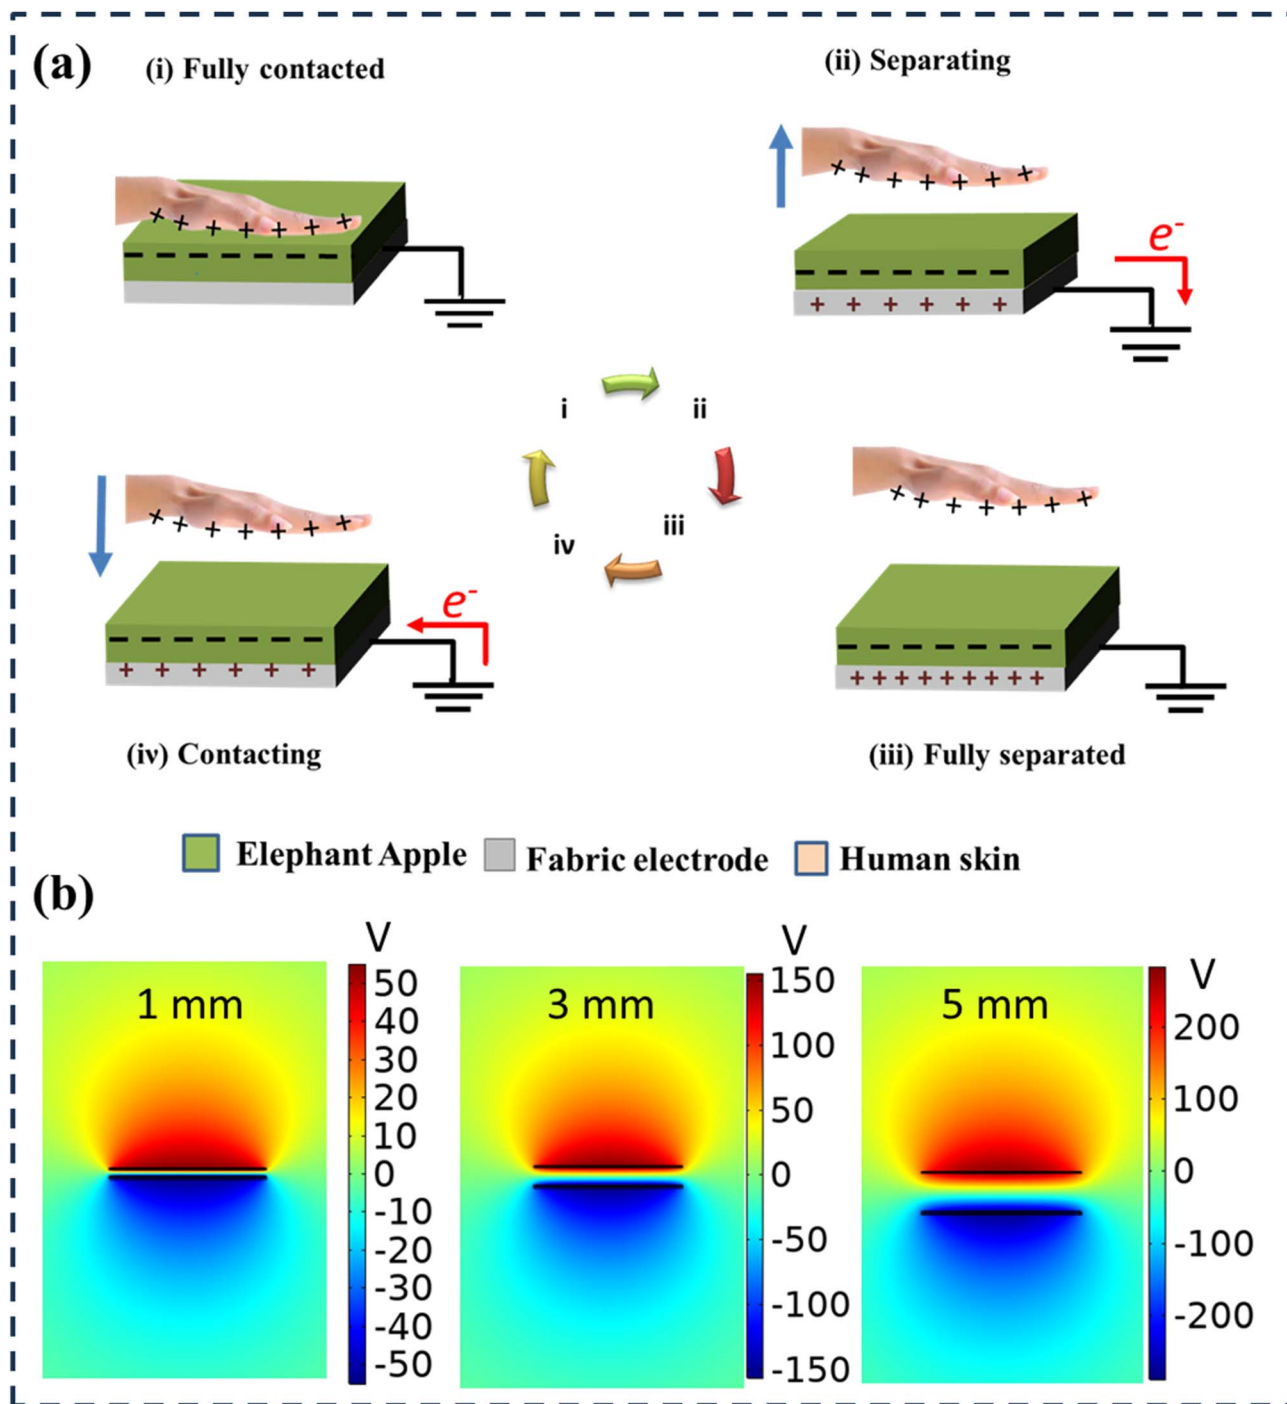 (a)
(i) Fully contacted
(ii) Separating
e-
i
ii
iii
iv
e-
(iv) Contacting
(iii) Fully separated
Elephant Apple
Fabric electrode
Human skin
(b)
V
1 mm
50
40
30
20
10
0
-10
-20
-30
-40
-50
V
3 mm
150
100
50
0
-50
-100
-150
V
5 mm
200
100
0
-100
-200